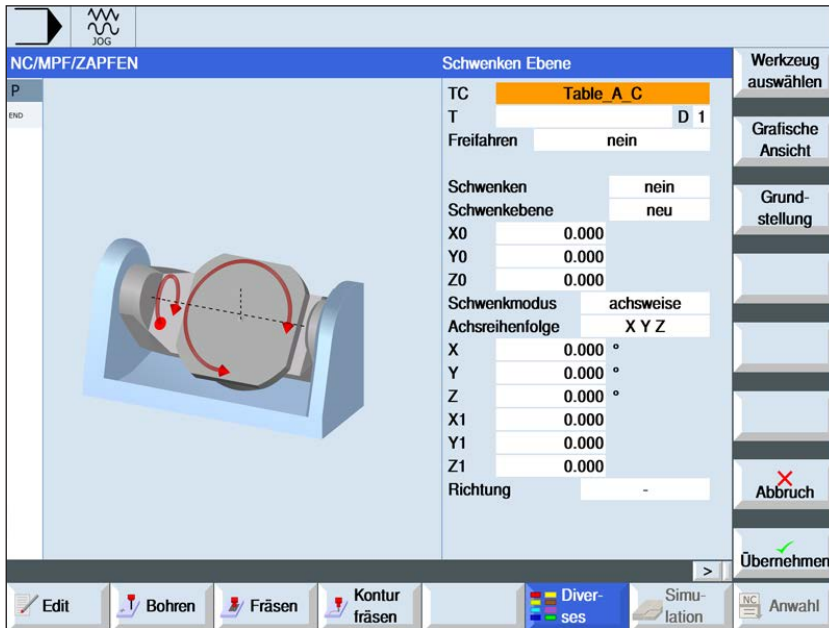 JOG
NC/MPF/ZAPFEN
P
END
Schwenken Ebene
TC Table_A_C
T D 1
Freifahren nein
Schwenken nein
Schwenkebene neu
X0 0.000
Y0 0.000
Z0 0.000
Schwenkmodus achsweise
Achsreihenfolge X Y Z
X 0.000 °
Y 0.000 °
Z 0.000 °
X1 0.000
Y1 0.000
Z1 0.000
Richtung -
>
Werkzeug
auswählen
Grafische
Ansicht
Grund-
stellung
Abbruch
Übernehmen
Edit
Bohren
Fräsen
Kontur
fräsen
Diver-
ses
Simu-
lation
NC
Anwahl